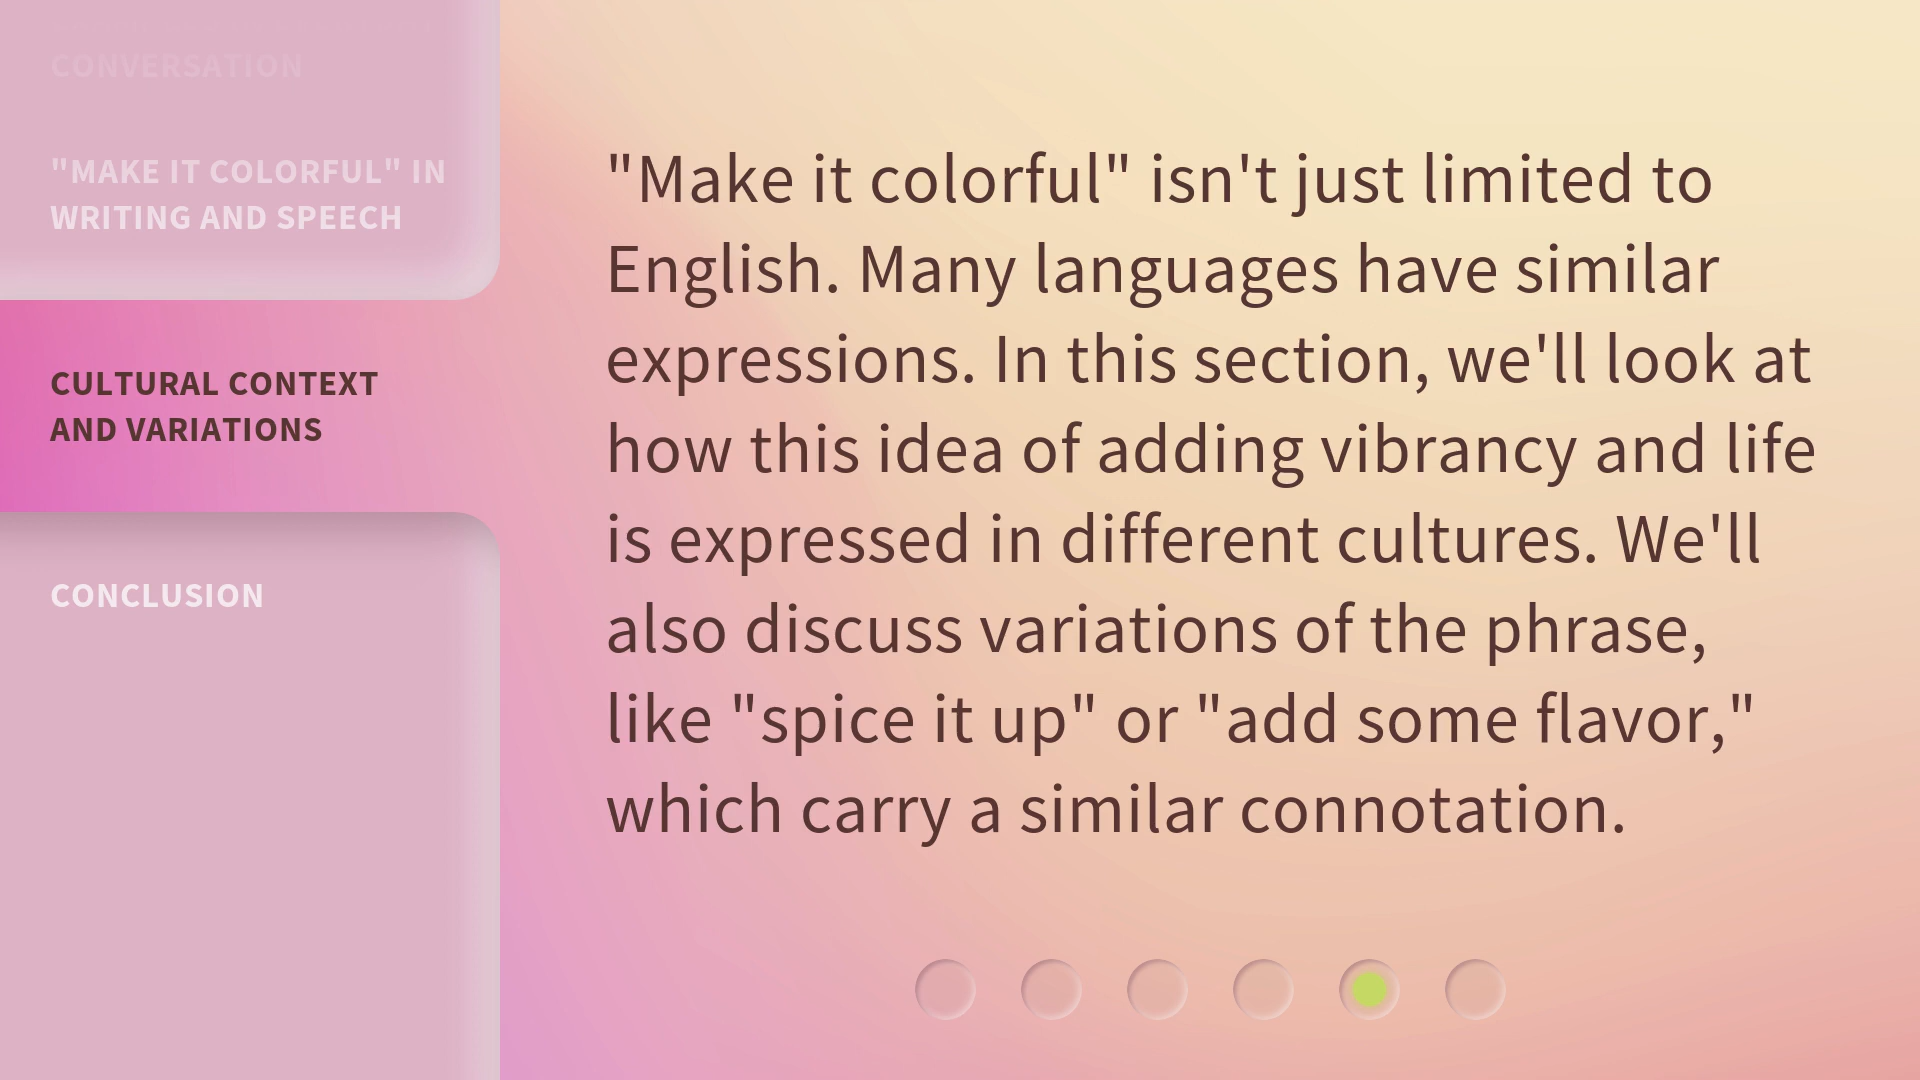 CONVERSATION
"MAKE IT COLORFUL" IN
WRITING AND SPEECH
CULTURAL CONTEXT
AND VARIATIONS
CONCLUSION
"Make it colorful" isn't just limited to
English. Many languages have similar
expressions. In this section, we'll look at
how this idea of adding vibrancy and life
is expressed in different cultures. We'll
also discuss variations of the phrase,
like "spice it up" or "add some flavor,"
which carry a similar connotation.